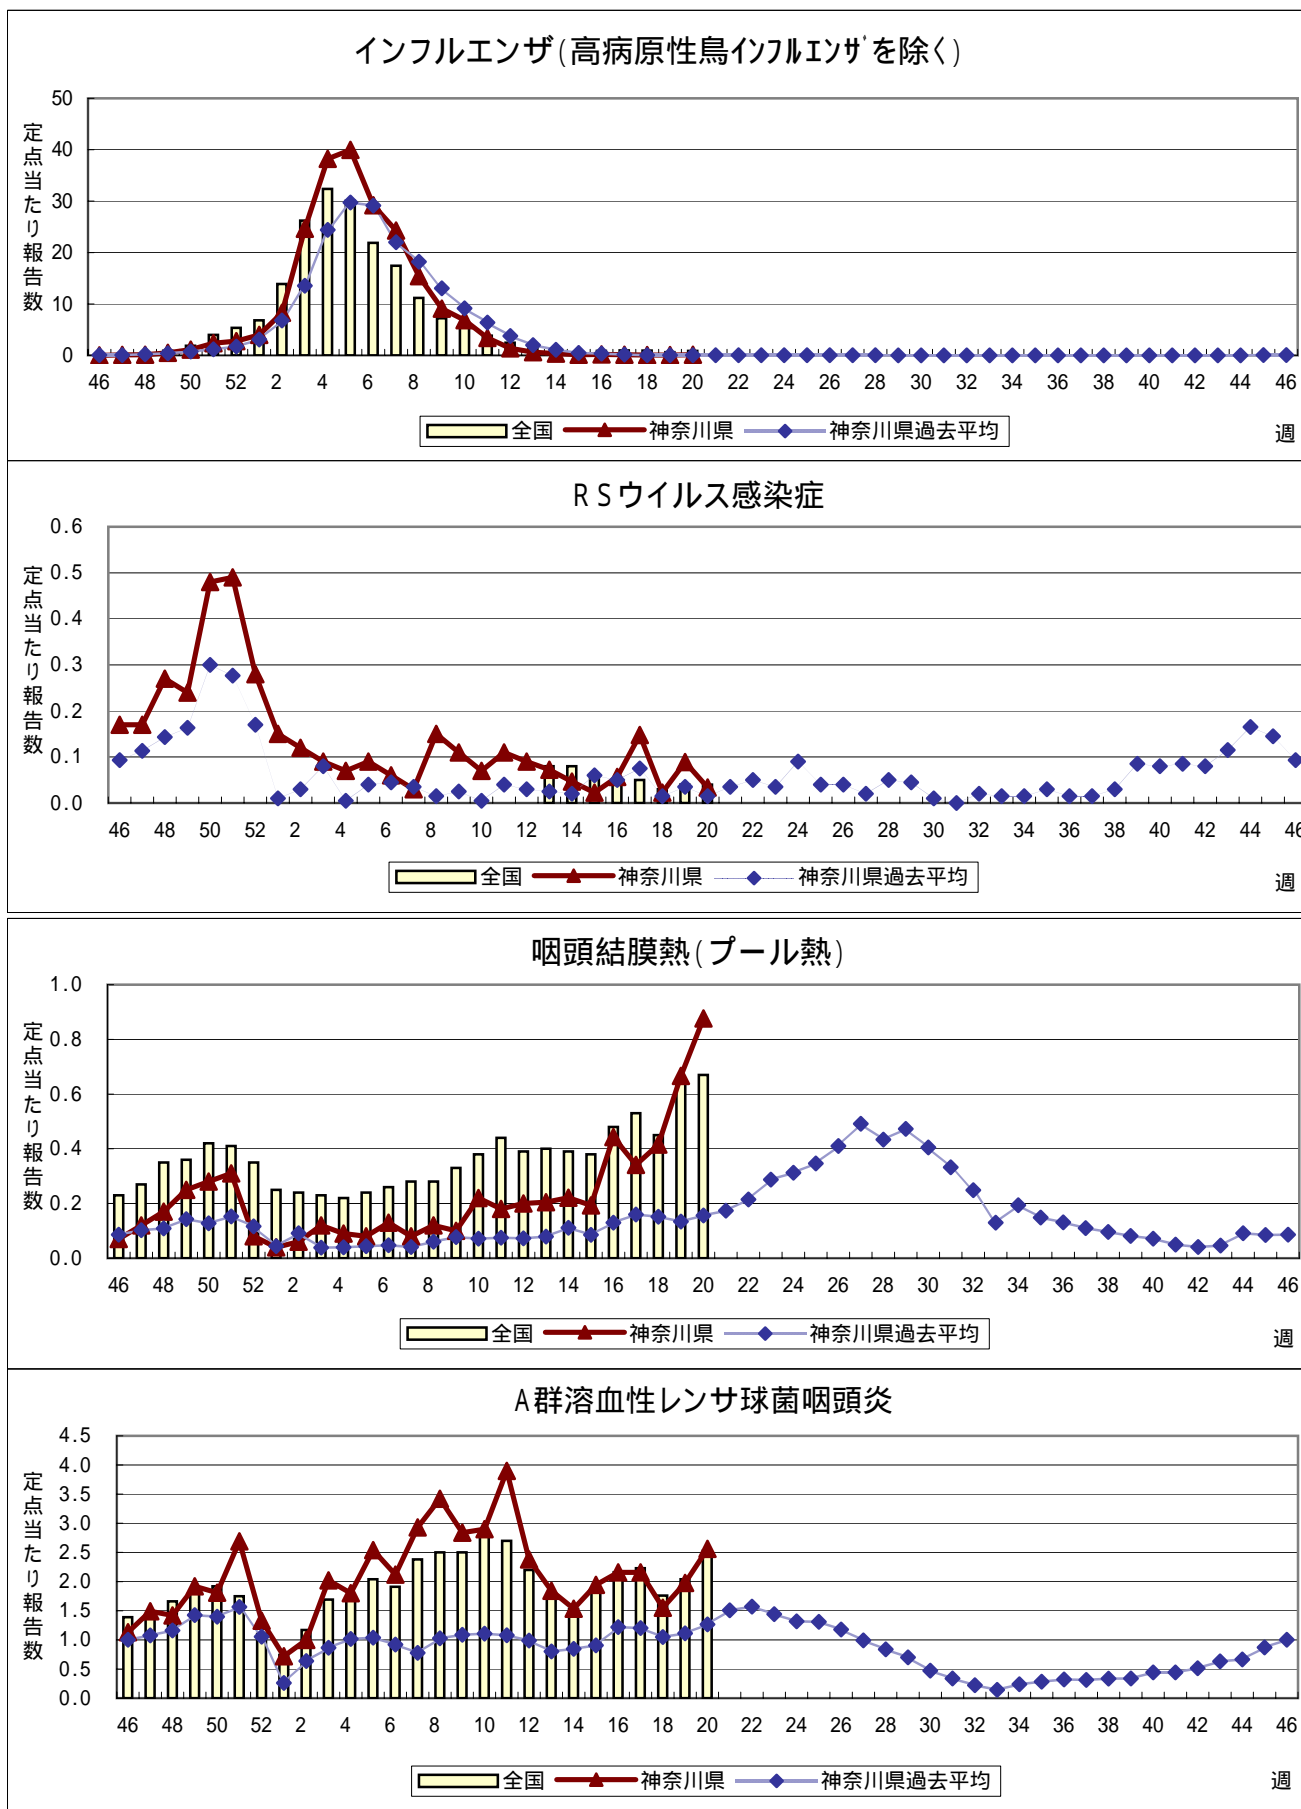 インフルエンザ(高病原性鳥インフルエンザを除く)
定点当たり報告数
50
40
30
20
10
0
46 48 50 52 2 4 6 8 10 12 14 16 18 20 22 24 26 28 30 32 34 36 38 40 42 44 46
全国 神奈川県 神奈川県過去平均
週
RSウイルス感染症
定点当たり報告数
0.6
0.5
0.4
0.3
0.2
0.1
0.0
46 48 50 52 2 4 6 8 10 12 14 16 18 20 22 24 26 28 30 32 34 36 38 40 42 44 46
全国 神奈川県 神奈川県過去平均
週
咽頭結膜熱(プール熱)
定点当たり報告数
1.0
0.8
0.6
0.4
0.2
0.0
46 48 50 52 2 4 6 8 10 12 14 16 18 20 22 24 26 28 30 32 34 36 38 40 42 44 46
全国 神奈川県 神奈川県過去平均
週
A群溶血性レンサ球菌咽頭炎
定点当たり報告数
4.5
4.0
3.5
3.0
2.5
2.0
1.5
1.0
0.5
0.0
46 48 50 52 2 4 6 8 10 12 14 16 18 20 22 24 26 28 30 32 34 36 38 40 42 44 46
全国 神奈川県 神奈川県過去平均
週